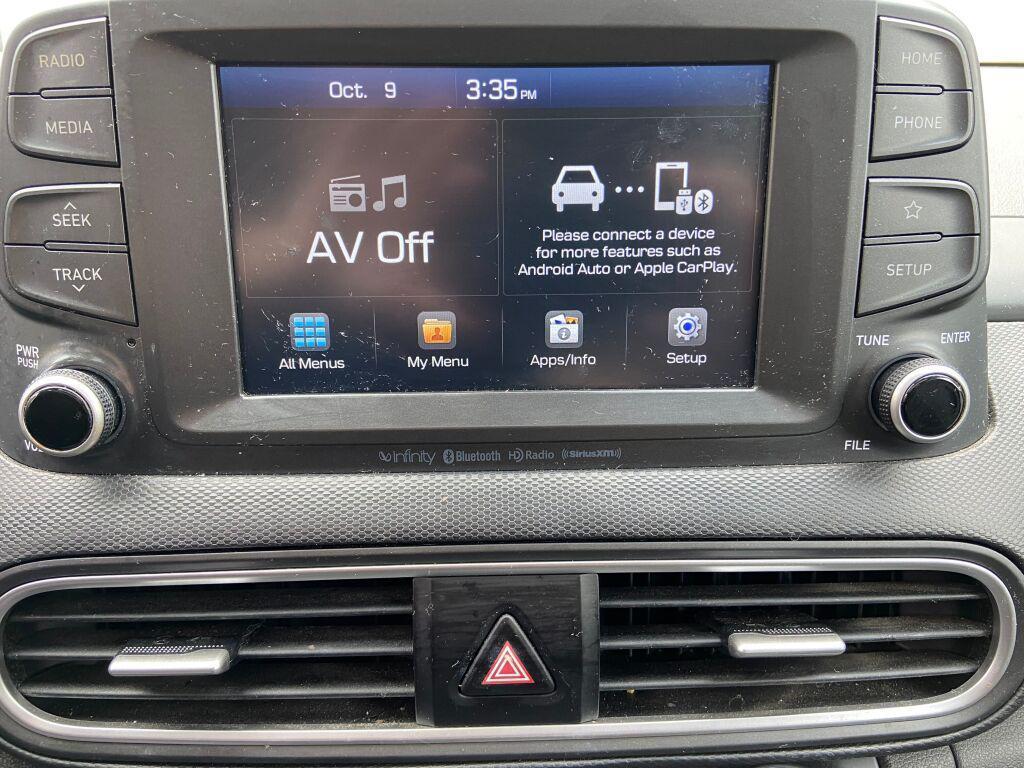 RADIO
MEDIA
SEEK
TRACK
PWR
PUSH
Oct. 9 3:35 PM
AV Off
Please connect a device
for more features such as
Android Auto or Apple CarPlay.
All Menus My Menu Apps/Info Setup
HOME
PHONE
SETUP
TUNE ENTER
FILE
infinity Bluetooth HD Radio ((SiriusXM))